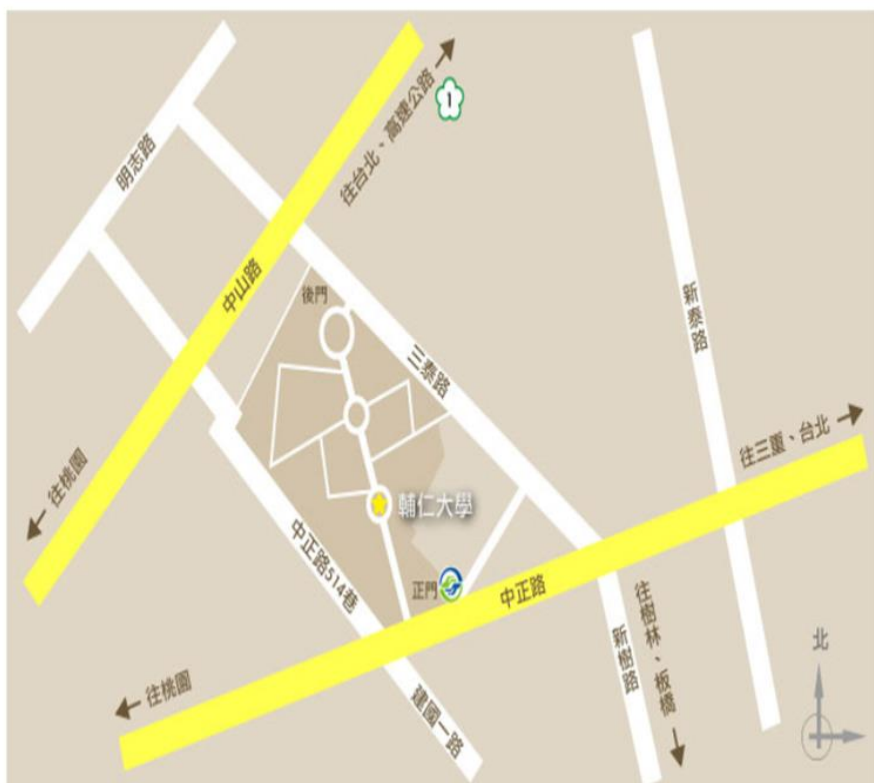 明志路
往台北、高速公路
1
中山路
後門
三泰路
新泰路
往桃園
往三重、台北
輔仁大學
中正路514巷
正門
中正路
往樹林、板橋
新樹路
北
往桃園
建國一路